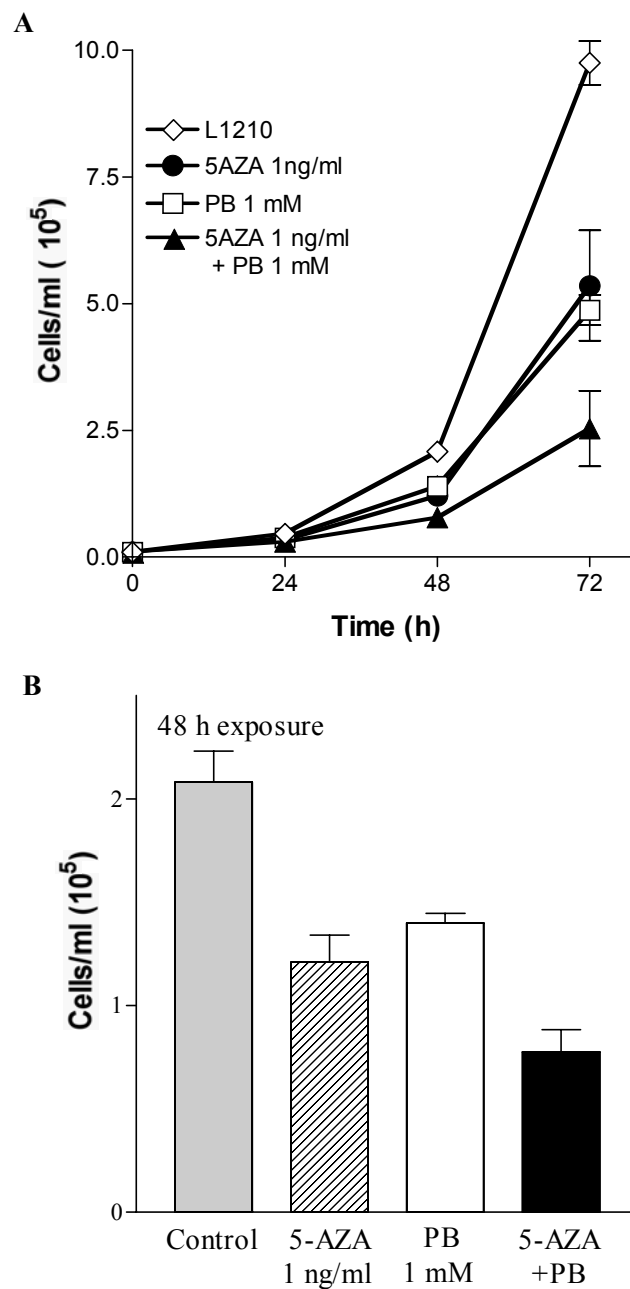 A
10.0
7.5
5.0
2.5
0.0
Cells/ml ( 10⁵)
L1210
5AZA 1ng/ml
PB 1 mM
5AZA 1 ng/ml
+ PB 1 mM
0 24 48 72
Time (h)
B
48 h exposure
2
1
0
Cells/ml (10⁵)
Control 5-AZA PB 5-AZA
1 ng/ml 1 mM +PB